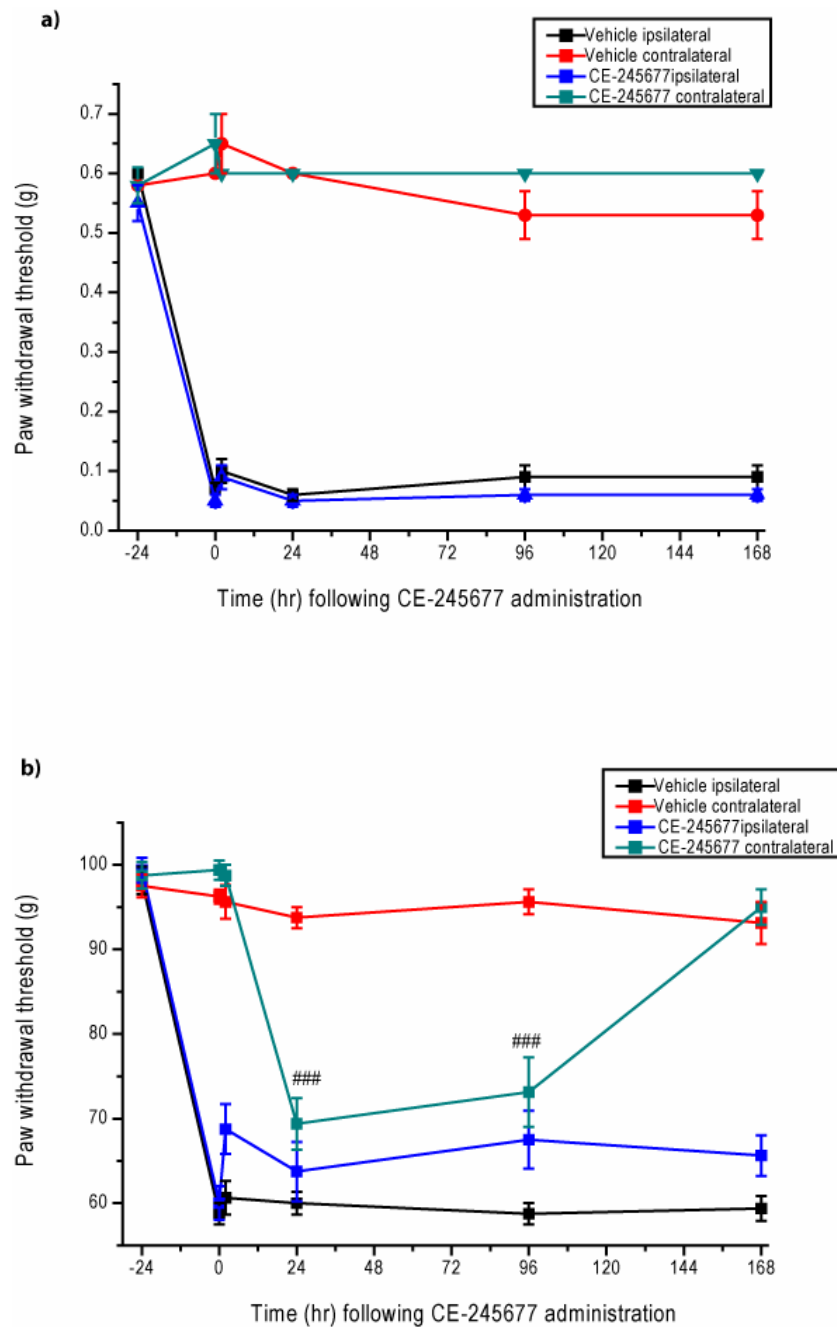 a)
Vehicle ipsilateral
Vehicle contralateral
CE-245677ipsilateral
CE-245677 contralateral
0.7
0.6
0.5
0.4
0.3
0.2
0.1
0.0
Paw withdrawal threshold (g)
-24 0 24 48 72 96 120 144 168
Time (hr) following CE-245677 administration
b)
Vehicle ipsilateral
Vehicle contralateral
CE-245677ipsilateral
CE-245677 contralateral
100
90
80
70
60
Paw withdrawal threshold (g)
###
###
-24 0 24 48 72 96 120 144 168
Time (hr) following CE-245677 administration